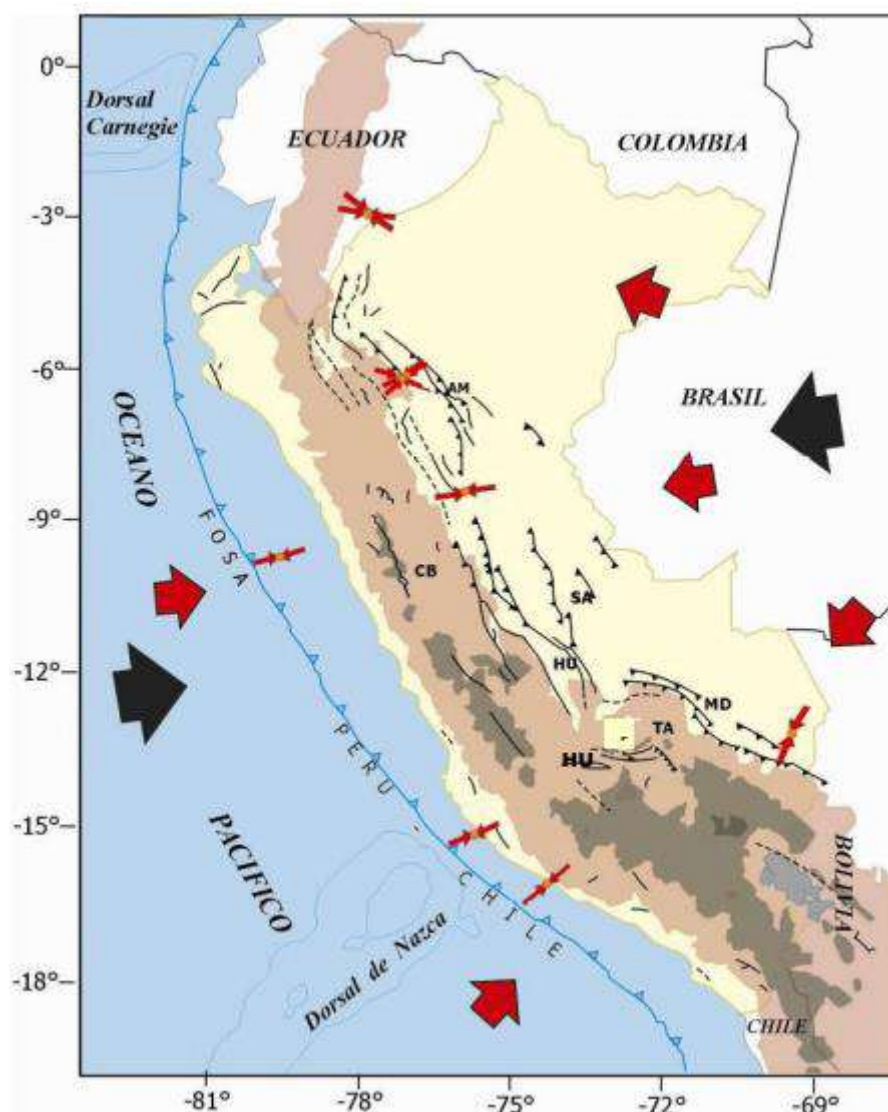 0°
Dorsal
Carnegie
ECUADOR
COLOMBIA
-3°
-6°
AM
BRASIL
OCEANO
-9°
FOSA
CB
SA
HU
-12°
MD
TA
HU
PERU
-15°
PACIFICO
CHILE
BOLIVIA
Dorsal de Nazca
-18°
CHILE
-81°
-78°
-75°
-72°
-69°